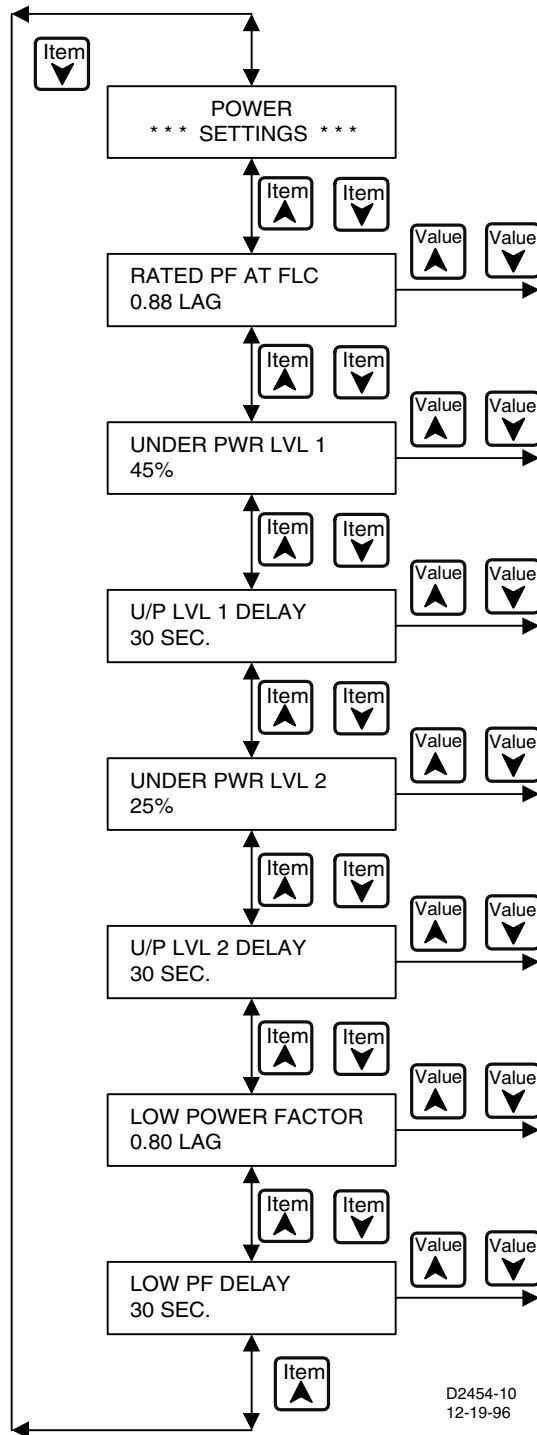 Item
POWER
* * * SETTINGS * * *
Item Item
RATED PF AT FLC
0.88 LAG
Value Value
Item Item
UNDER PWR LVL 1
45%
Value Value
Item Item
U/P LVL 1 DELAY
30 SEC.
Value Value
Item Item
UNDER PWR LVL 2
25%
Value Value
Item Item
U/P LVL 2 DELAY
30 SEC.
Value Value
Item Item
LOW POWER FACTOR
0.80 LAG
Value Value
Item Item
LOW PF DELAY
30 SEC.
Value Value
Item
D2454-10
12-19-96